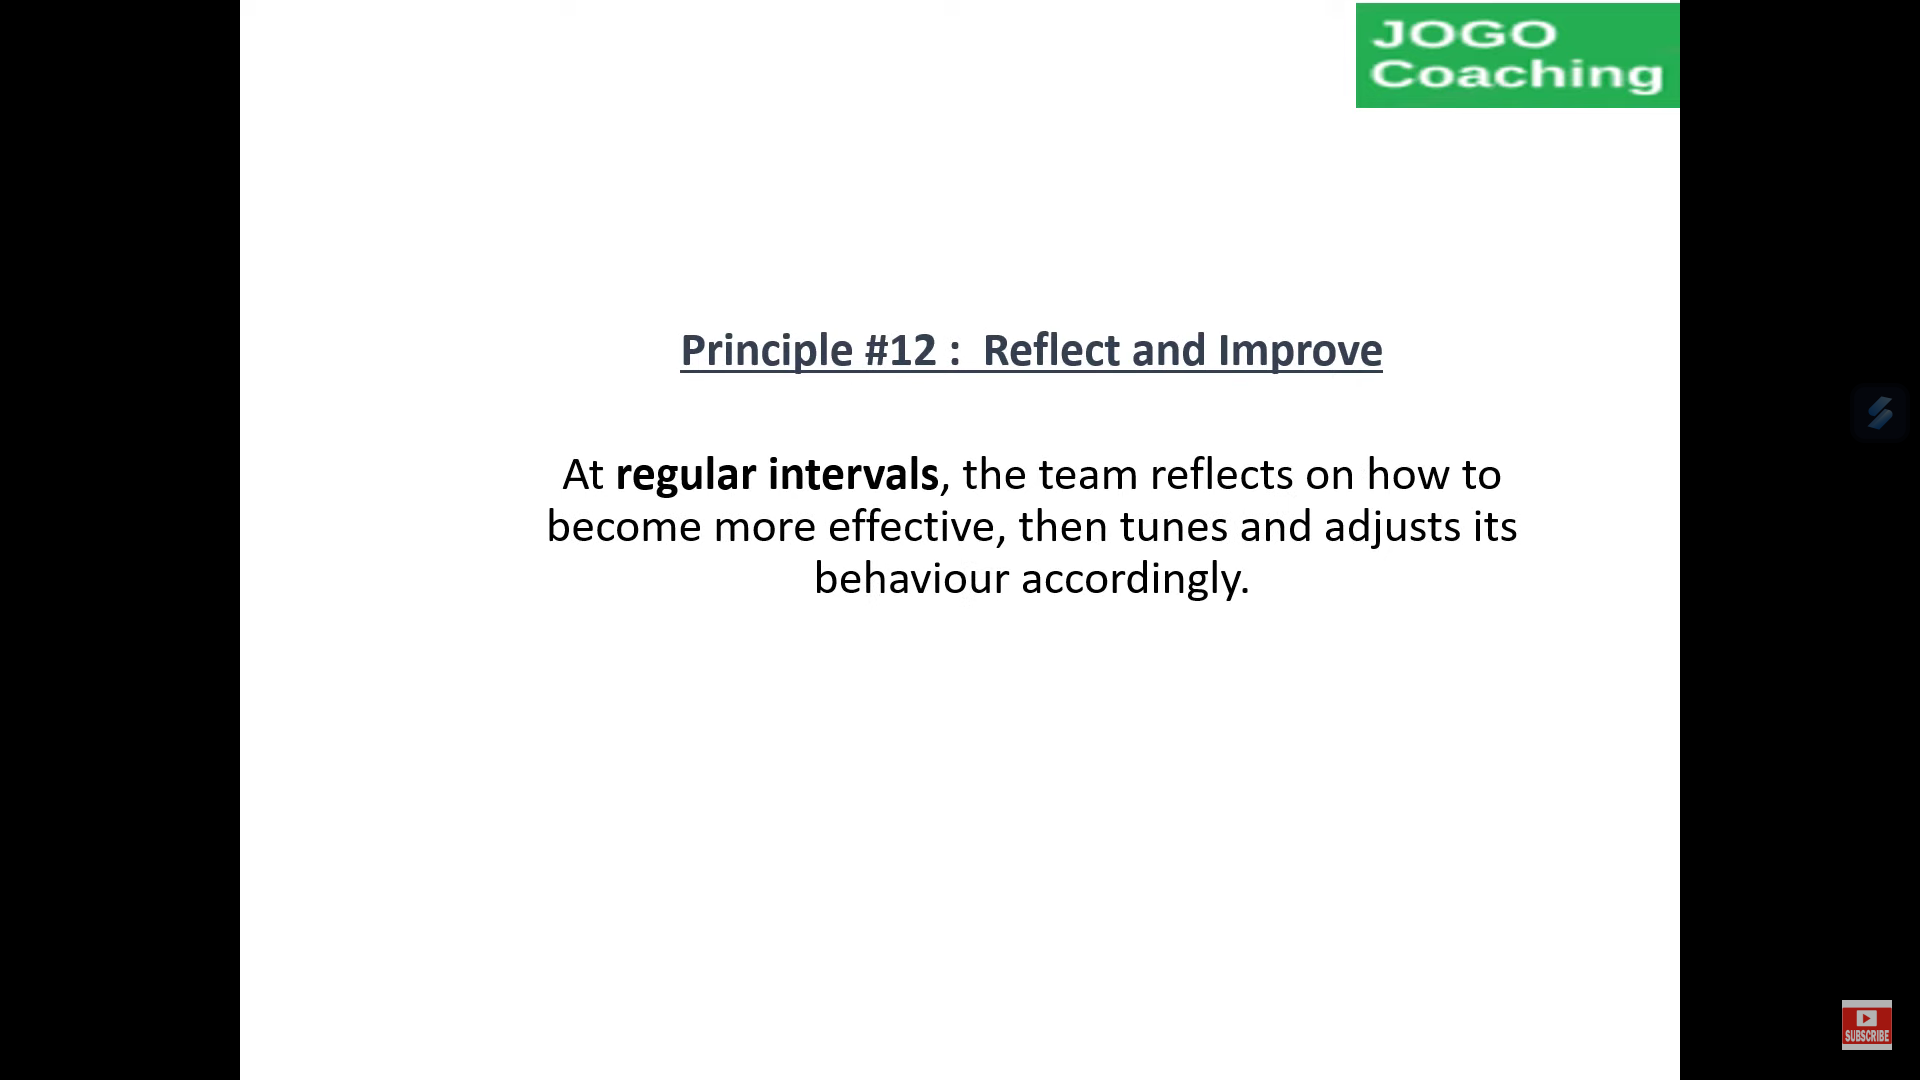 JOGO
Coaching
Principle #12 :  Reflect and Improve
At regular intervals, the team reflects on how to
become more effective, then tunes and adjusts its
behaviour accordingly.
SUBSCRIBE